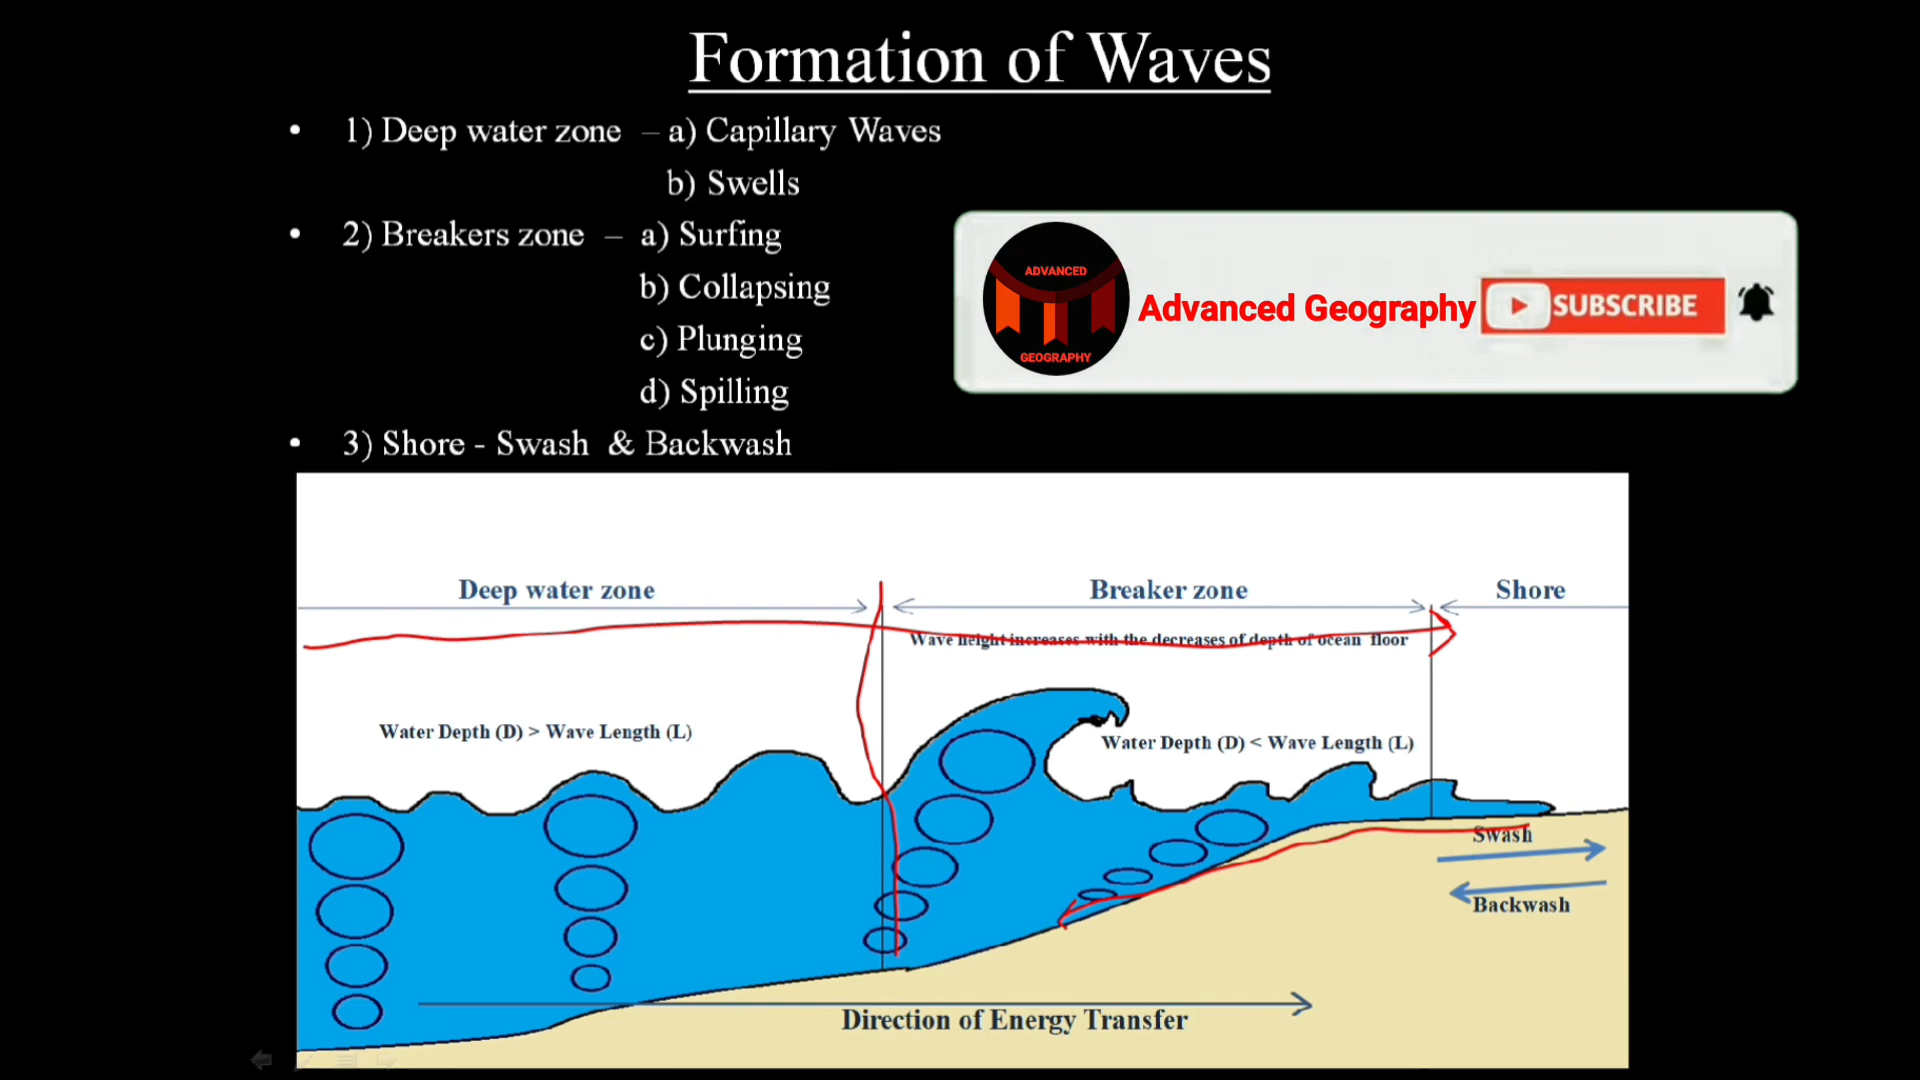 Formation of Waves
• 1) Deep water zone – a) Capillary Waves
b) Swells
• 2) Breakers zone – a) Surfing
b) Collapsing
c) Plunging
d) Spilling
• 3) Shore - Swash & Backwash
ADVANCED
GEOGRAPHY
Advanced Geography
SUBSCRIBE
Deep water zone
Breaker zone
Shore
Wave height increases with the decreases of depth of ocean floor
Water Depth (D) > Wave Length (L)
Water Depth (D) < Wave Length (L)
Swash
Backwash
Direction of Energy Transfer